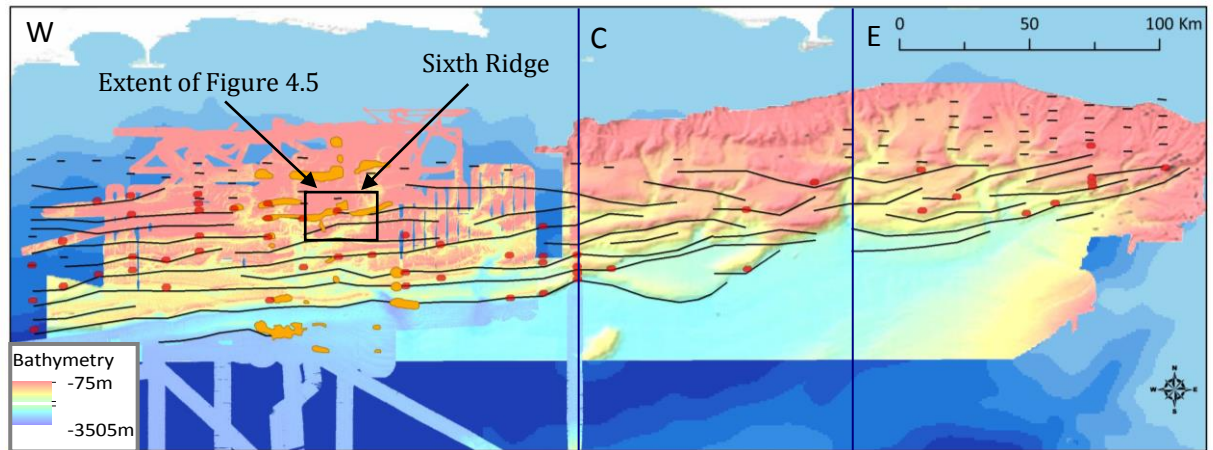 W
C
E
0 50 100 Km
Extent of Figure 4.5
Sixth Ridge
Bathymetry
-75m
-3505m
N
W E
S